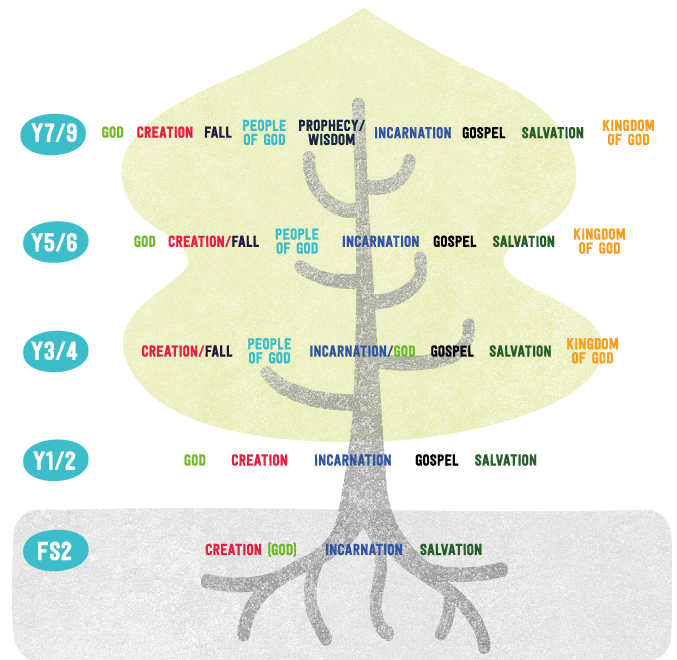 Y7/9 GOD CREATION FALL PEOPLE OF GOD PROPHECY/WISDOM INCARNATION GOSPEL SALVATION KINGDOM OF GOD
Y5/6 GOD CREATION/FALL PEOPLE OF GOD INCARNATION GOSPEL SALVATION KINGDOM OF GOD
Y3/4 CREATION/FALL PEOPLE OF GOD INCARNATION/GOD GOSPEL SALVATION KINGDOM OF GOD
Y1/2 GOD CREATION INCARNATION GOSPEL SALVATION
FS2 CREATION (GOD) INCARNATION SALVATION